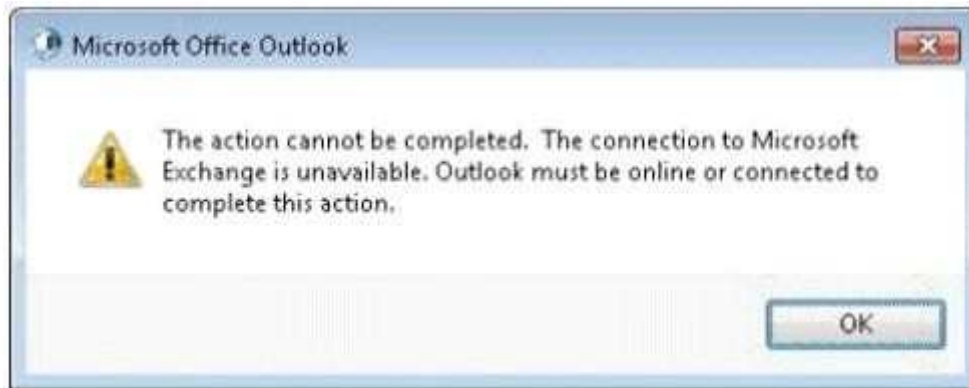 Microsoft Office Outlook
The action cannot be completed.  The connection to Microsoft
Exchange is unavailable. Outlook must be online or connected to
complete this action.
OK